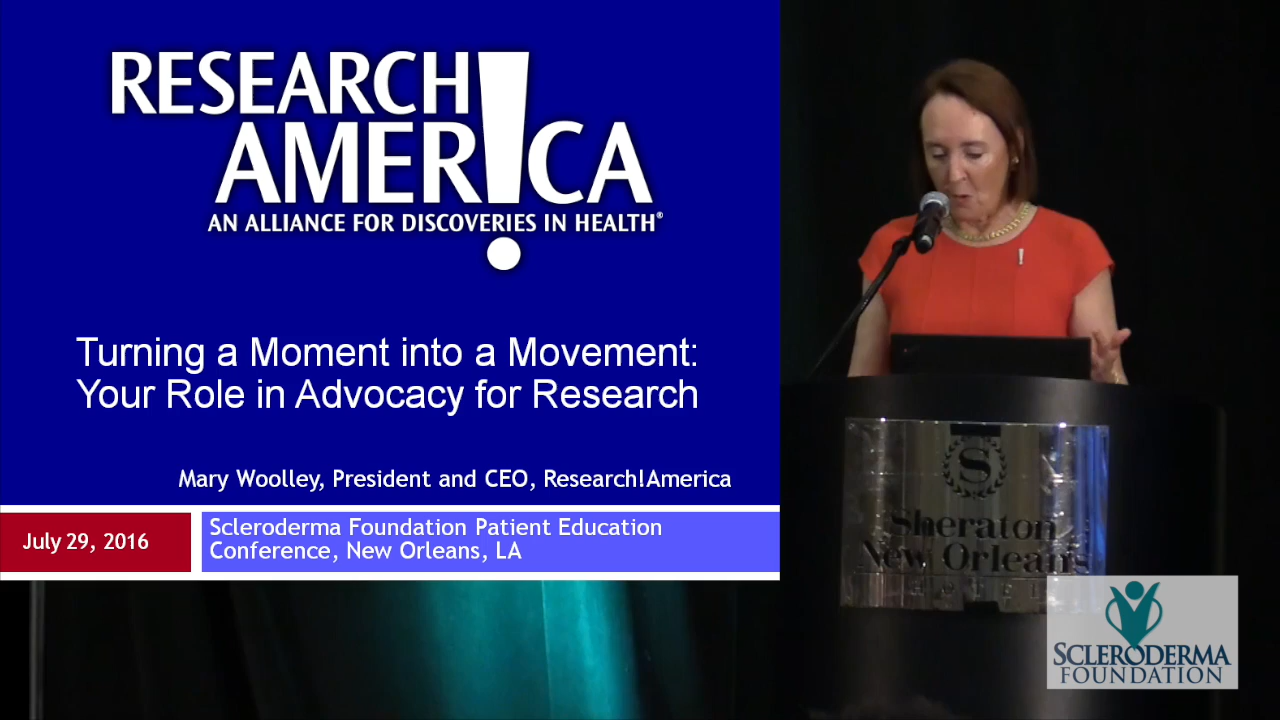 RESEARCH!
AMERICA
AN ALLIANCE FOR DISCOVERIES IN HEALTH®
Turning a Moment into a Movement:
Your Role in Advocacy for Research
Mary Woolley, President and CEO, Research!America
July 29, 2016
Scleroderma Foundation Patient Education
Conference, New Orleans, LA
S
Sheraton
New Orleans
HOTEL
SCLERODERMA
FOUNDATION